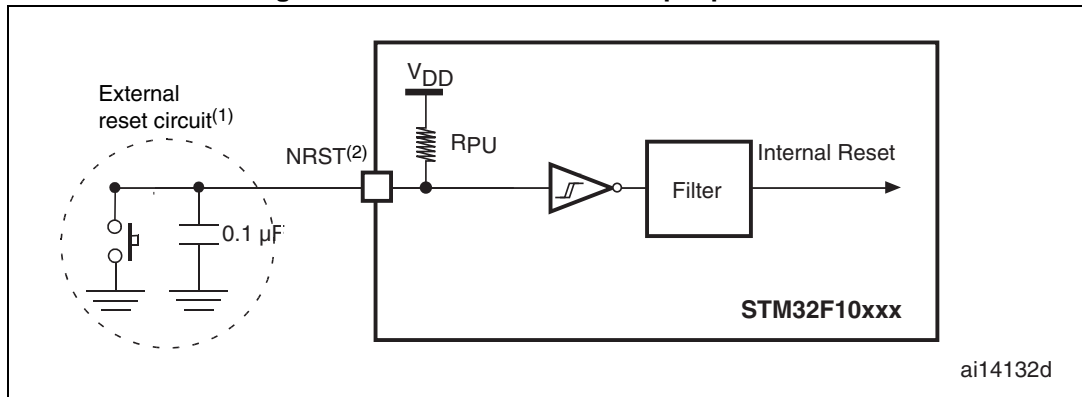 External
reset circuit(1)
VDD
RPU
NRST(2)
Internal Reset
Filter
0.1 µF
STM32F10xxx
ai14132d